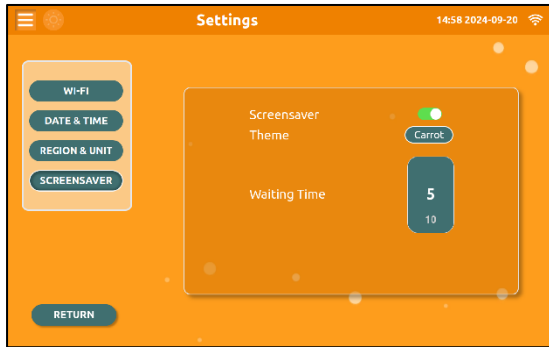 Settings
14:58 2024-09-20
WI-FI
DATE & TIME
REGION & UNIT
SCREENSAVER
Screensaver
Theme Carrot
Waiting Time 5
10
RETURN